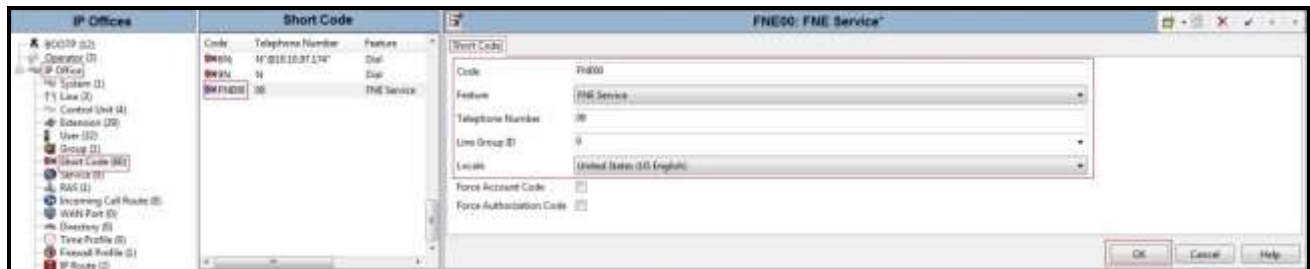 IP Offices
BOOTP (12)
Operator (3)
IP Office
System (1)
Line (3)
Control Unit (4)
Extension (29)
User (32)
Group (1)
Short Code (60)
Service (0)
RAS (1)
Incoming Call Route (8)
WAN Port (0)
Directory (0)
Time Profile (0)
Firewall Profile (1)
IP Route (2)
Short Code
Code Telephone Number Feature
Dial
N Dial
FNE00 00 FNE Service
FNE00: FNE Service*
Short Code
Code FNE00
Feature FNE Service
Telephone Number 00
Line Group ID 0
Locale United States (US English)
Force Account Code
Force Authorization Code
OK Cancel Help